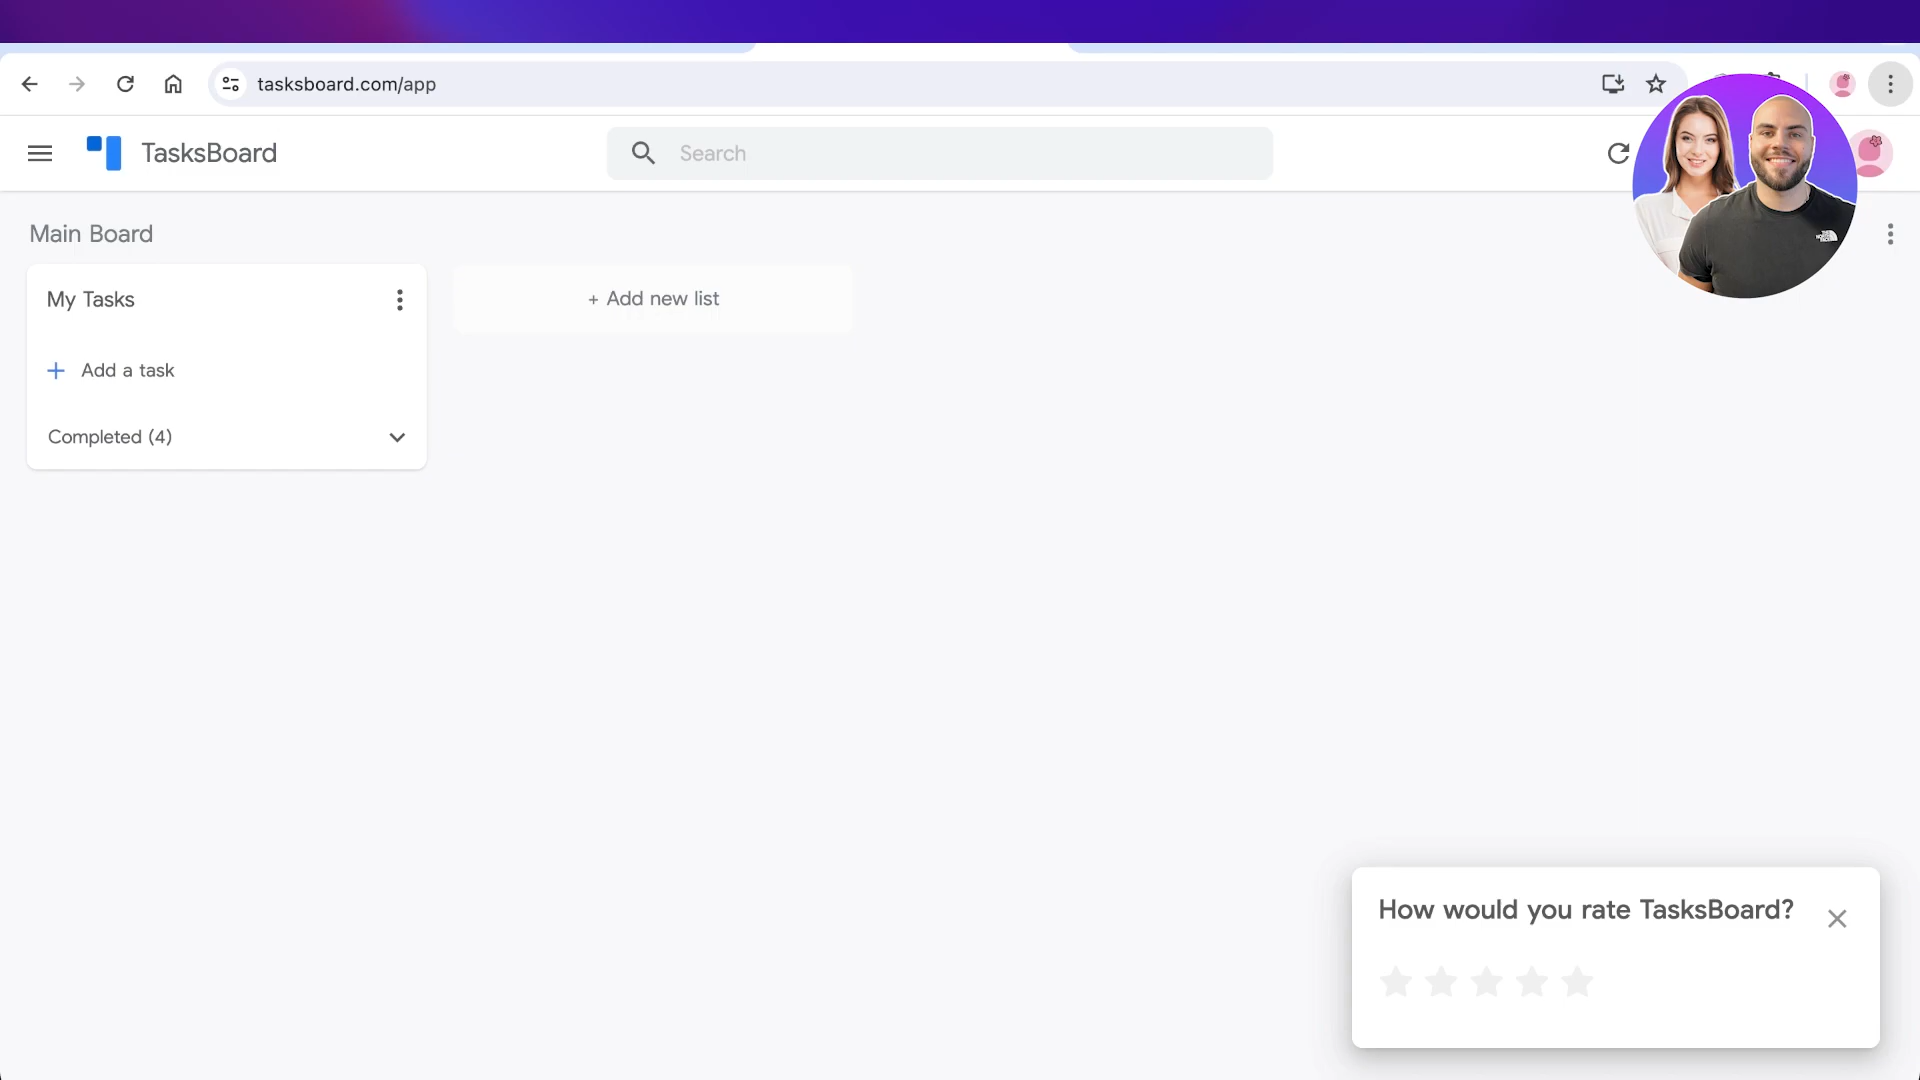 tasksboard.com/app
TasksBoard
Search
Main Board
My Tasks
+ Add new list
+ Add a task
Completed (4)
How would you rate TasksBoard?